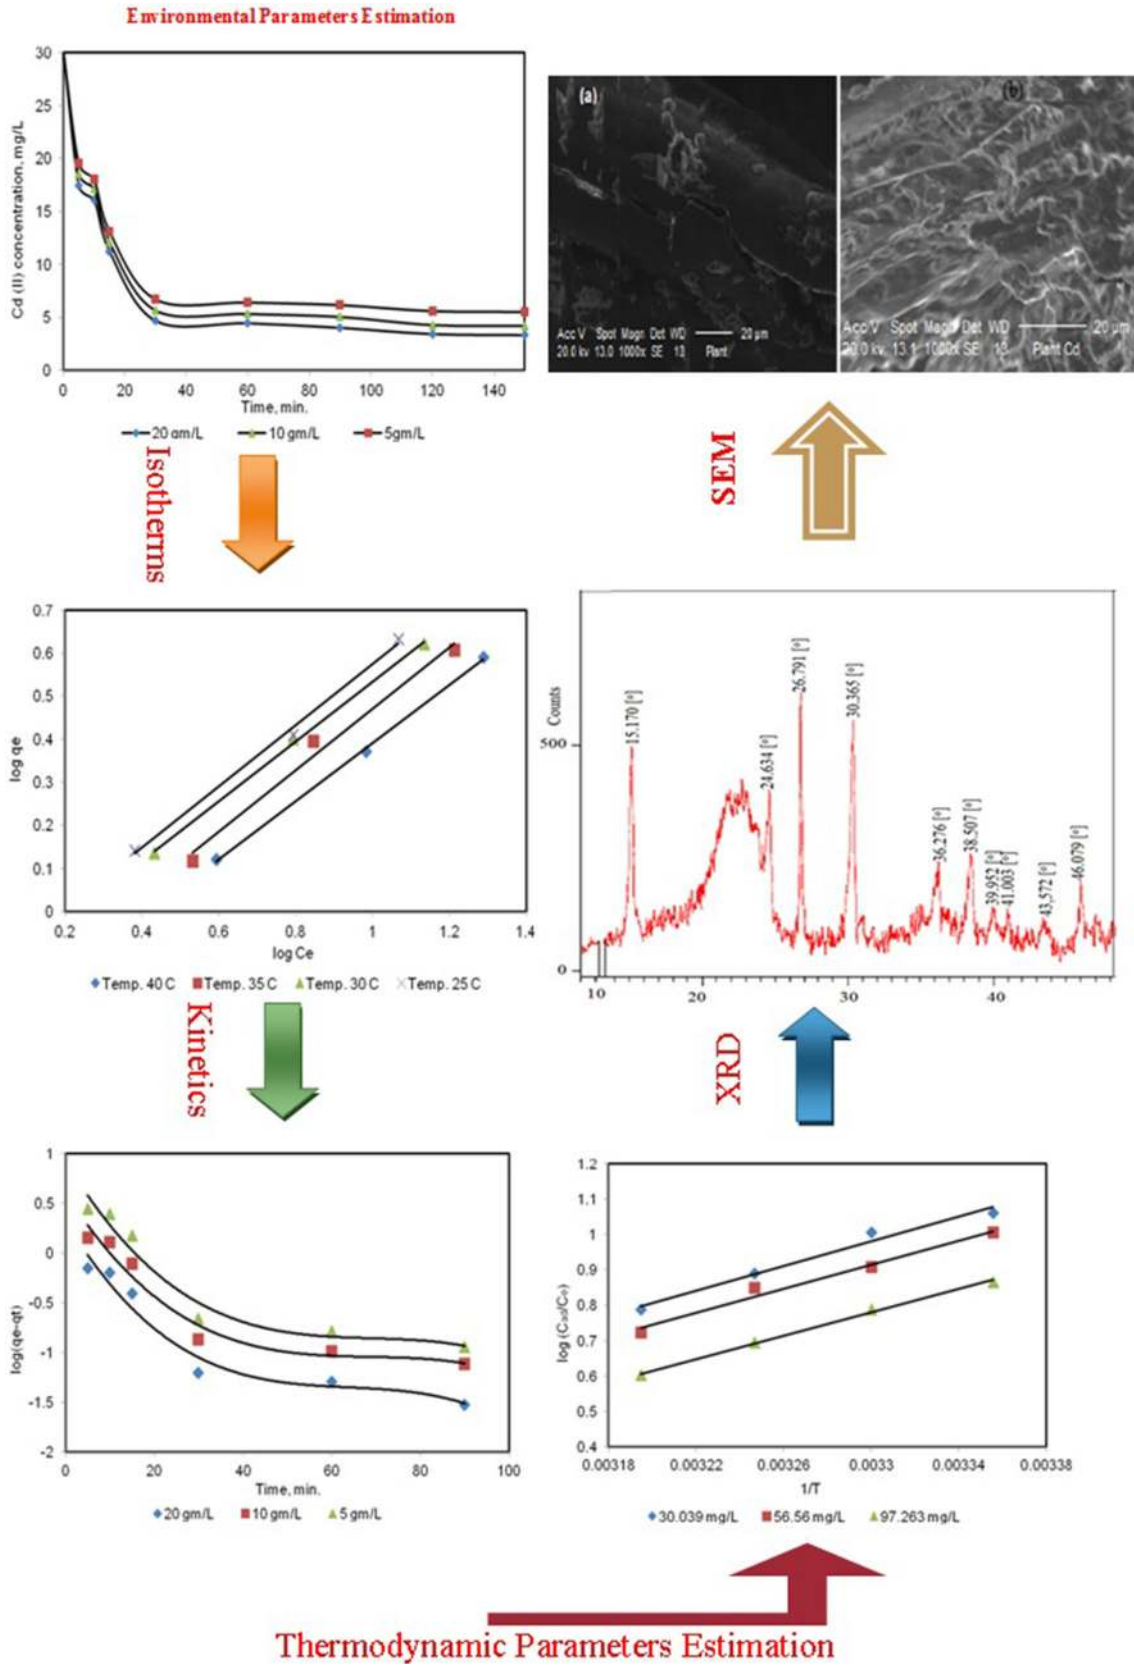 Environmental Parameters Estimation
30
25
20
15
10
5
0
Cd (II) concentration, mg/L
0 20 40 60 80 100 120 140
Time, min.
20 gm/L 10 gm/L 5gm/L
(a)
Acc V Spot Magn Det WD 20 µm
20.0 kv 13.0 1000x SE 13 Plant
(b)
Acc V Spot Magn Det WD 20 µm
20.0 kv 13.1 1000x SE 13 Plant Cd
Isotherms
SEM
0.7
0.6
0.5
0.4
0.3
0.2
0.1
0
log qe
0.2 0.4 0.6 0.8 1 1.2 1.4
log Ce
Temp. 40 C Temp. 35 C Temp. 30 C Temp. 25 C
Counts
500
0
15.170 [°]
24.634 [°]
26.791 [°]
30.365 [°]
36.276 [°]
38.507 [°]
39.952 [°]
41.003 [°]
43,572 [°]
46.079 [°]
10 20 30 40
Kinetics
XRD
1
0.5
0
-0.5
-1
-1.5
-2
log(qe-qt)
0 20 40 60 80 100
Time, min.
20 gm/L 10 gm/L 5 gm/L
1.2
1.1
1
0.9
0.8
0.7
0.6
0.5
0.4
0.00318 0.00322 0.00326 0.0033 0.00334 0.00338
1/T
30.039 mg/L 56.56 mg/L 97.263 mg/L
Thermodynamic Parameters Estimation